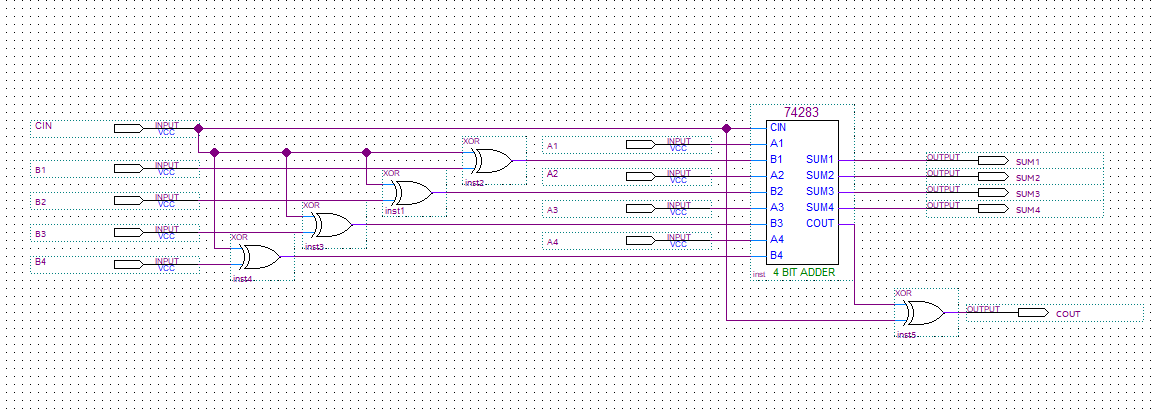 74283
CIN
INPUT
VCC
CIN
XOR
A1
INPUT
VCC
A1
B1
INPUT
VCC
inst2
B1
SUM1
OUTPUT
SUM1
XOR
A2
INPUT
VCC
A2
SUM2
OUTPUT
SUM2
B2
INPUT
VCC
inst1
B2
SUM3
OUTPUT
SUM3
XOR
A3
INPUT
VCC
A3
SUM4
OUTPUT
SUM4
B3
INPUT
VCC
inst3
B3
COUT
XOR
A4
INPUT
VCC
A4
B4
INPUT
VCC
inst4
B4
inst
4 BIT ADDER
XOR
inst5
OUTPUT
COUT